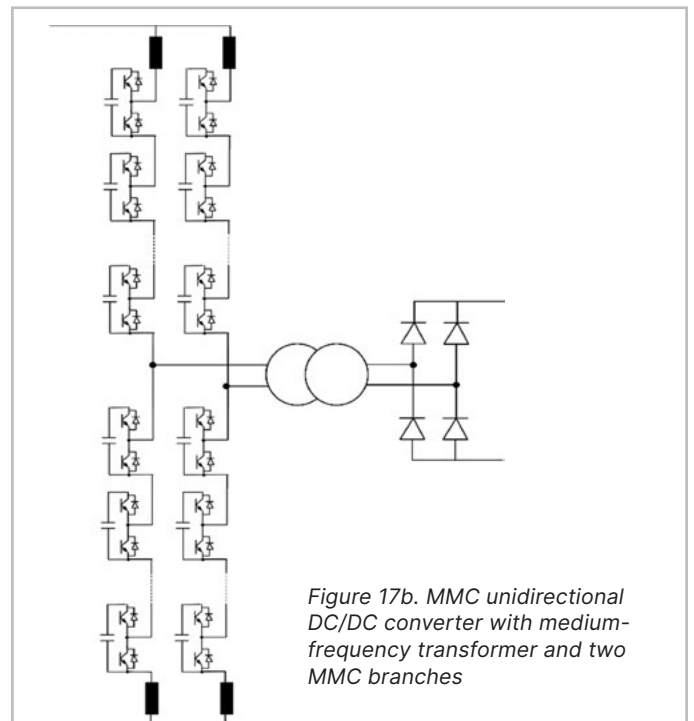 Figure 17b. MMC unidirectional
DC/DC converter with medium-
frequency transformer and two
MMC branches